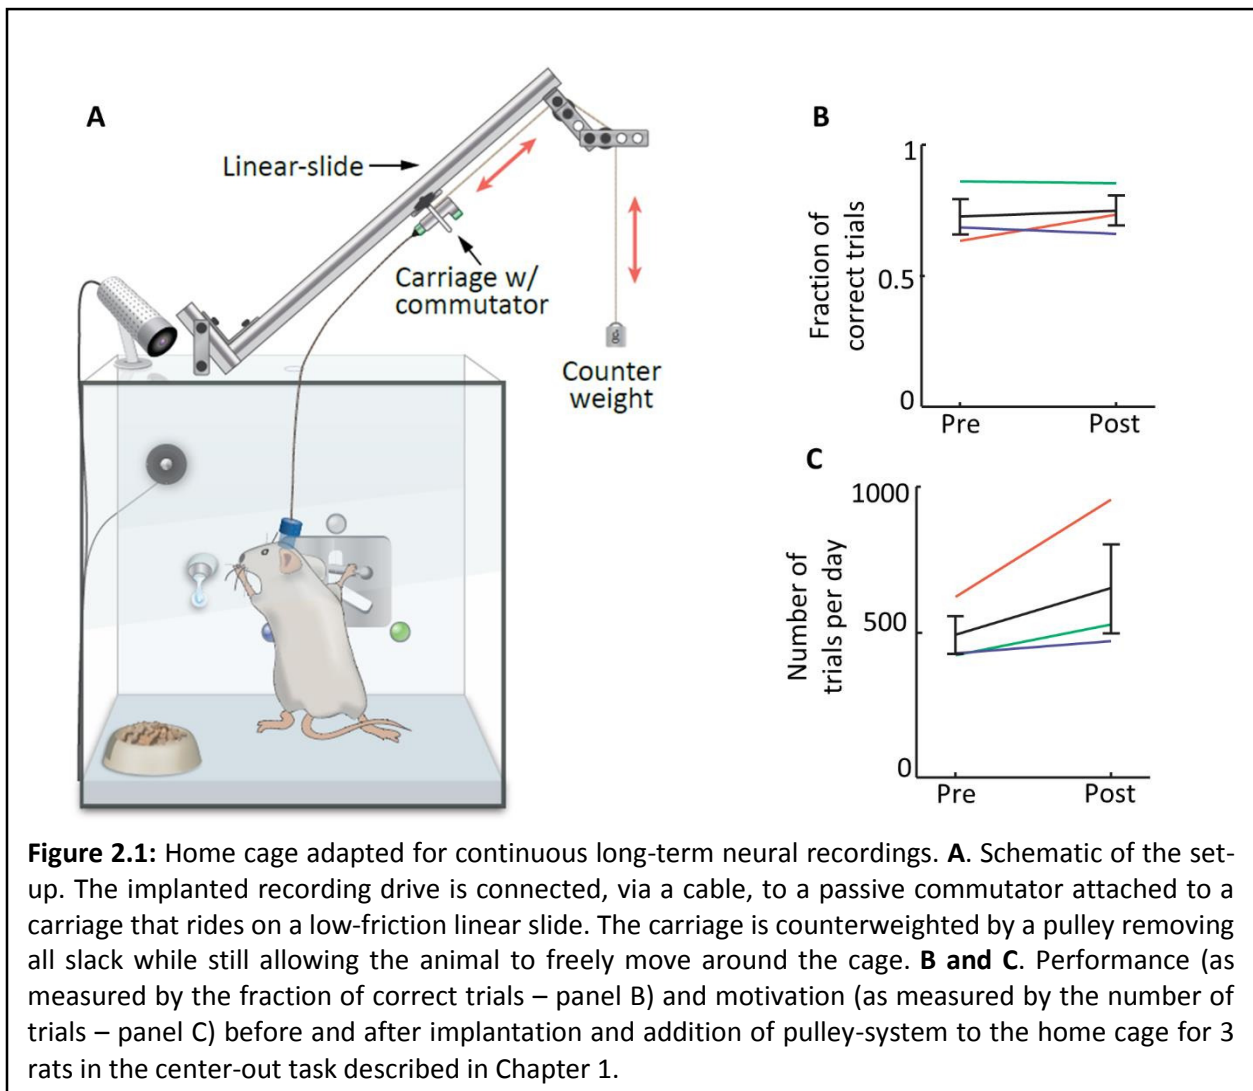 A
Linear-slide
Carriage w/
commutator
Counter
weight
B
Fraction of
correct trials
1
0.5
0
Pre
Post
C
Number of
trials per day
1000
500
0
Pre
Post
Figure 2.1: Home cage adapted for continuous long-term neural recordings. A. Schematic of the set-
up. The implanted recording drive is connected, via a cable, to a passive commutator attached to a
carriage that rides on a low-friction linear slide. The carriage is counterweighted by a pulley removing
all slack while still allowing the animal to freely move around the cage. B and C. Performance (as
measured by the fraction of correct trials – panel B) and motivation (as measured by the number of
trials – panel C) before and after implantation and addition of pulley-system to the home cage for 3
rats in the center-out task described in Chapter 1.